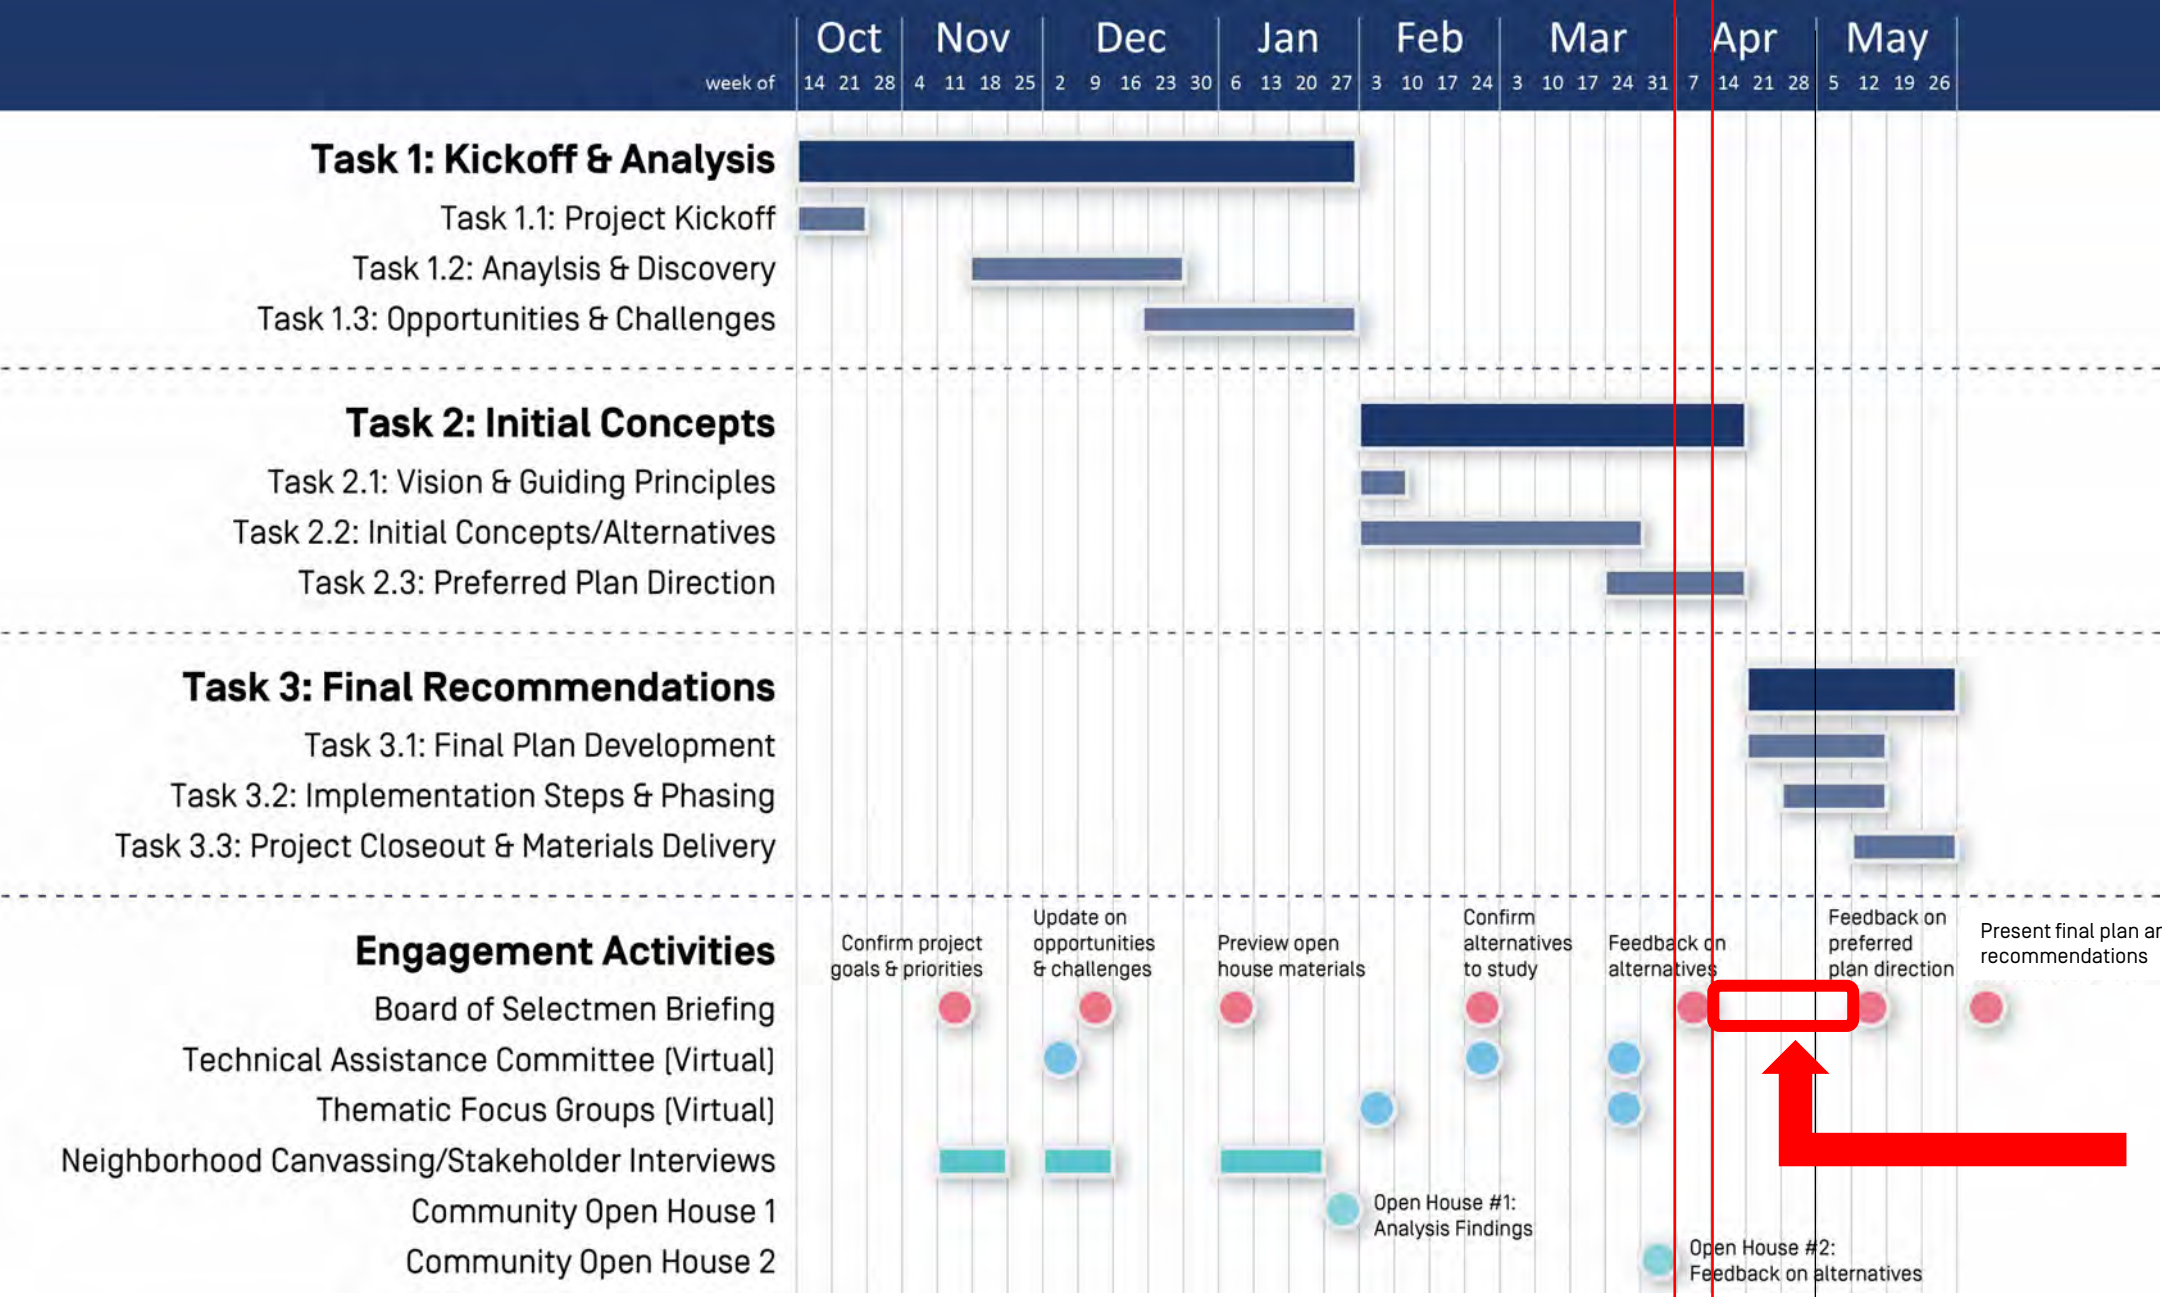 Oct Nov Dec Jan Feb Mar Apr May
week of 14 21 28 4 11 18 25 2 9 16 23 30 6 13 20 27 3 10 17 24 3 10 17 24 31 7 14 21 28 5 12 19 26
Task 1: Kickoff & Analysis
Task 1.1: Project Kickoff
Task 1.2: Anaylsis & Discovery
Task 1.3: Opportunities & Challenges
Task 2: Initial Concepts
Task 2.1: Vision & Guiding Principles
Task 2.2: Initial Concepts/Alternatives
Task 2.3: Preferred Plan Direction
Task 3: Final Recommendations
Task 3.1: Final Plan Development
Task 3.2: Implementation Steps & Phasing
Task 3.3: Project Closeout & Materials Delivery
Engagement Activities
Confirm project
goals & priorities
Update on
opportunities
& challenges
Preview open
house materials
Confirm
alternatives
to study
Feedback on
alternatives
Feedback on
preferred
plan direction
Present final plan
recommendations
Board of Selectmen Briefing
Technical Assistance Committee (Virtual)
Thematic Focus Groups (Virtual)
Neighborhood Canvassing/Stakeholder Interviews
Community Open House 1
Open House #1:
Analysis Findings
Community Open House 2
Open House #2:
Feedback on alternatives